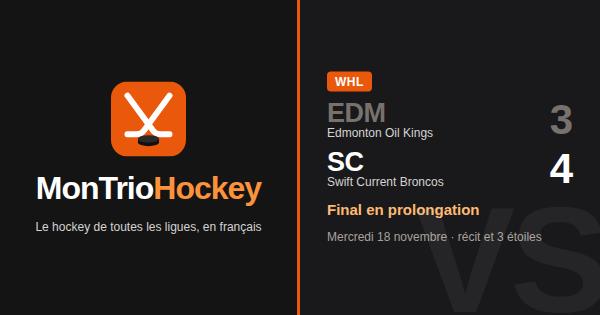 MonTrioHockey
Le hockey de toutes les ligues, en français
WHL
EDM 3
Edmonton Oil Kings
SC 4
Swift Current Broncos
Final en prolongation
Mercredi 18 novembre · récit et 3 étoiles
VS